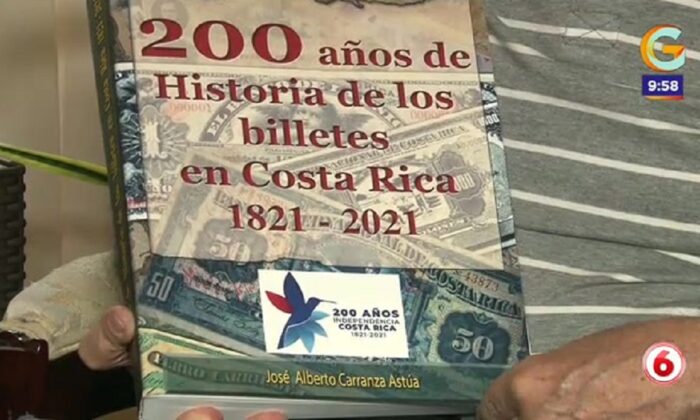 200 años de
Historia de los
billetes
en Costa Rica
1821 - 2021
200 AÑOS
INDEPENDENCIA
COSTA RICA
1821-2021
José Alberto Carranza Astúa
50
50
43873
G
9:58
6